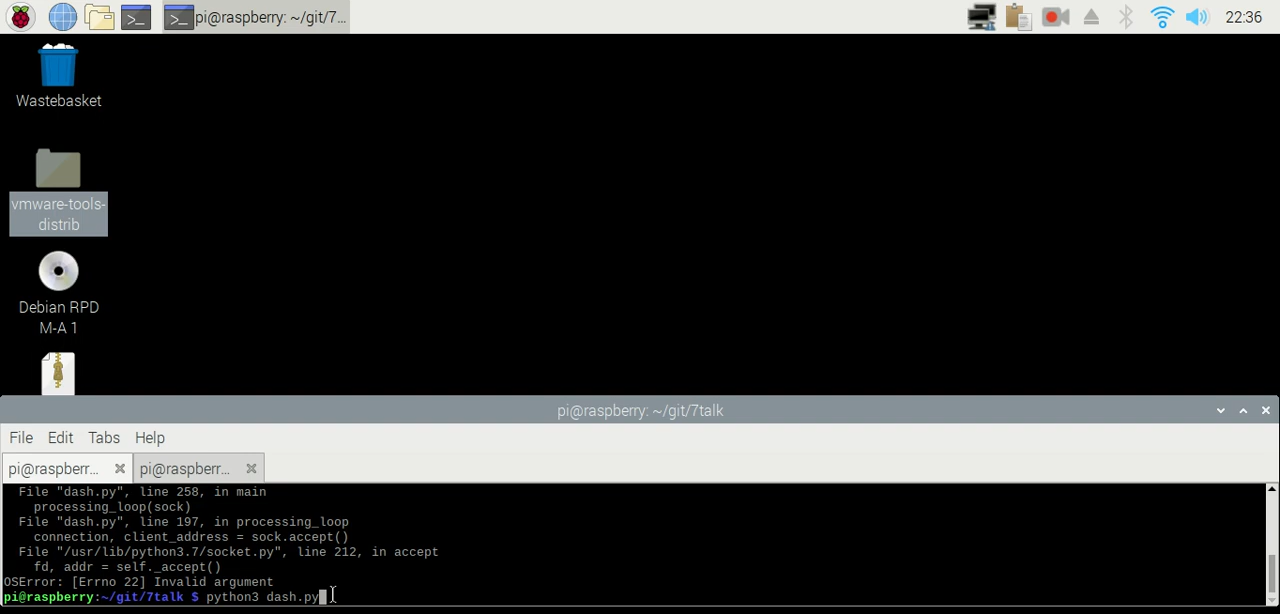 pi@raspberry: ~/git/7...
22:36
Wastebasket
vmware-tools-
distrib
Debian RPD
M-A 1
pi@raspberry: ~/git/7talk
File Edit Tabs Help
pi@raspberr... pi@raspberr...
File "dash.py", line 258, in main
processing_loop(sock)
File "dash.py", line 197, in processing_loop
connection, client_address = sock.accept()
File "/usr/lib/python3.7/socket.py", line 212, in accept
fd, addr = self._accept()
OSError: [Errno 22] Invalid argument
pi@raspberry:~/git/7talk $ python3 dash.py